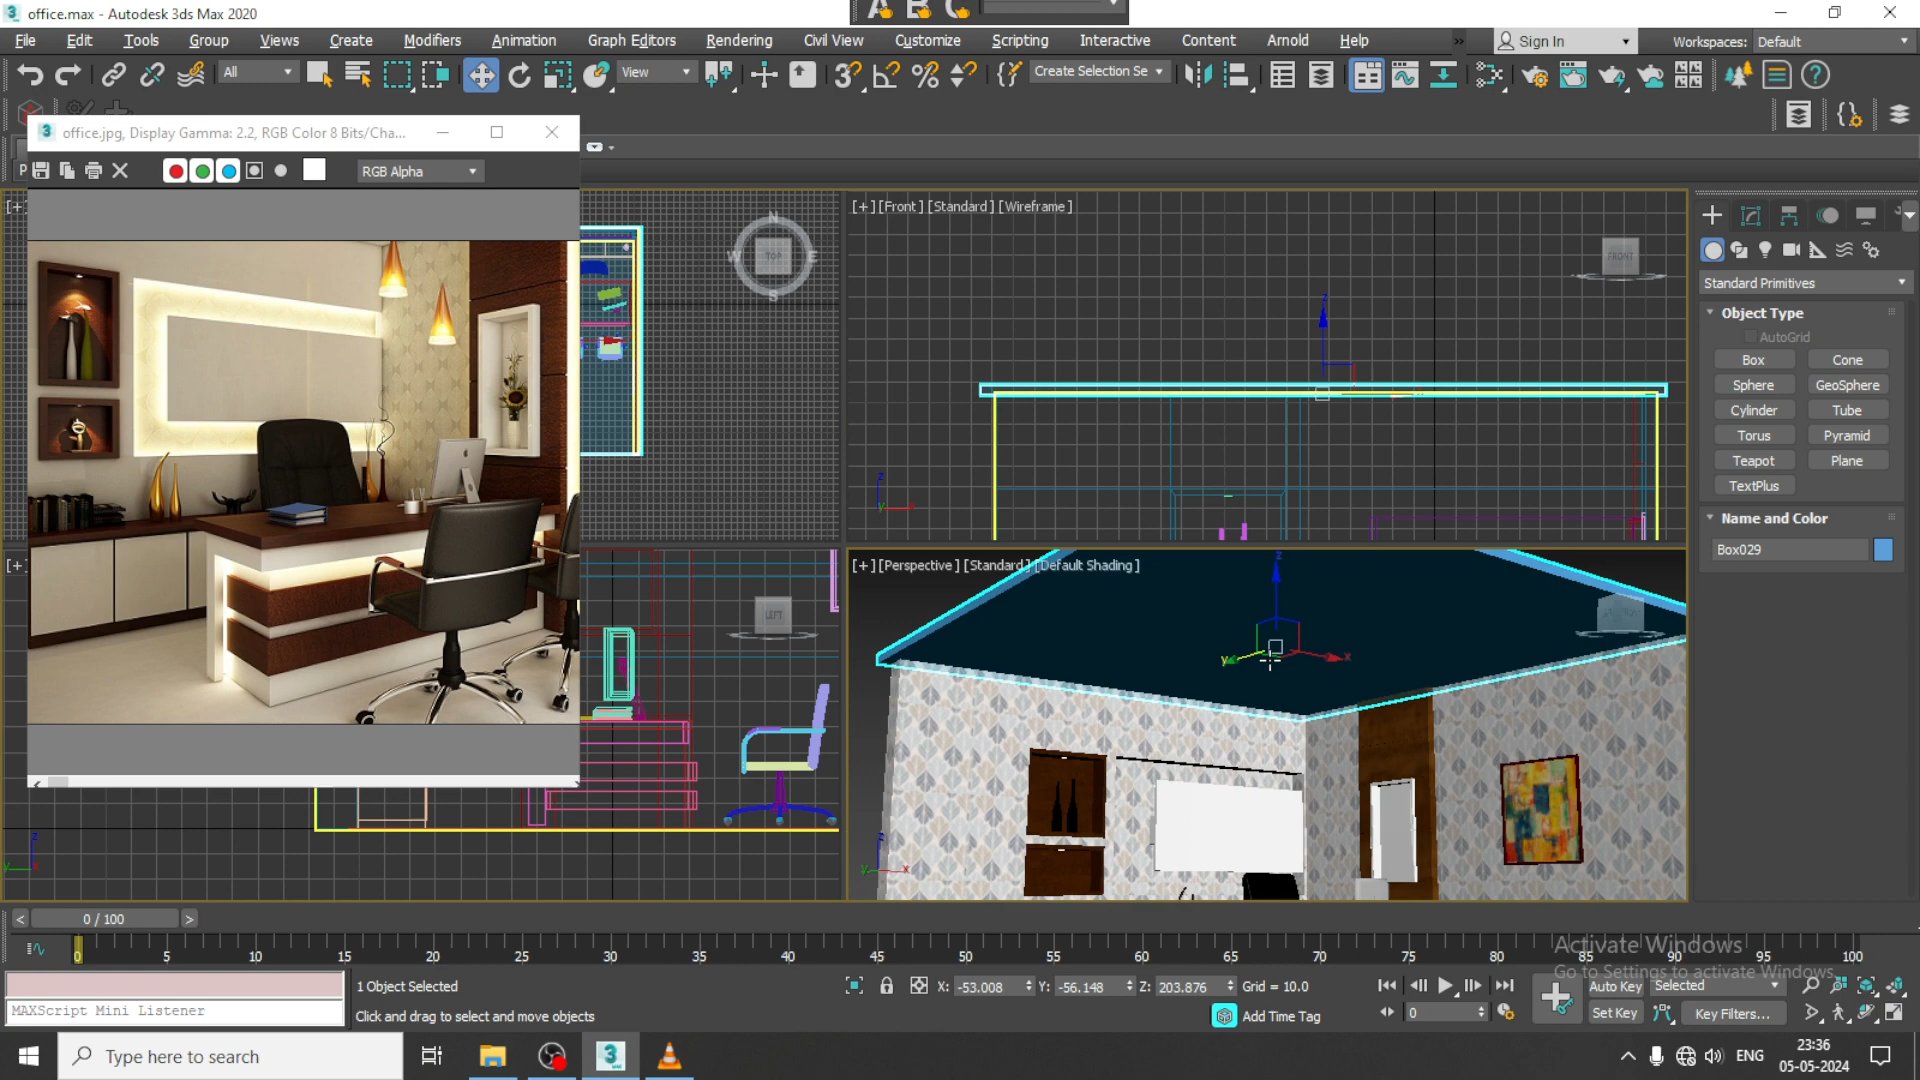 office.max - Autodesk 3ds Max 2020
File Edit Tools Group Views Create Modifiers Animation Graph Editors Rendering Civil View Customize Scripting Interactive Content Arnold Help
Sign In
Workspaces: Default
All
View
Create Selection Se
office.jpg, Display Gamma: 2.2, RGB Color 8 Bits/Cha...
P
RGB Alpha
[+]
N
W TOP E
S
[+] [Front] [Standard] [Wireframe]
FRONT
z
z
y x
Standard Primitives
Object Type
AutoGrid
Box Cone
Sphere GeoSphere
Cylinder Tube
Torus Pyramid
Teapot Plane
TextPlus
Name and Color
Box029
[+]
LEFT
z
y x
[+] [Perspective] [Standard] [Default Shading]
z
y x
z
y x
< 0 / 100 >
0 5 10 15 20 25 30 35 40 45 50 55 60 65 70 75 80 85 90 95 100
Activate Windows
Go to Settings to activate Windows.
MAXScript Mini Listener
1 Object Selected
Click and drag to select and move objects
X: -53.008 Y: -56.148 Z: 203.876 Grid = 10.0
Add Time Tag
0
Auto Key Selected
Set Key Key Filters...
Type here to search
ENG
23:36
05-05-2024